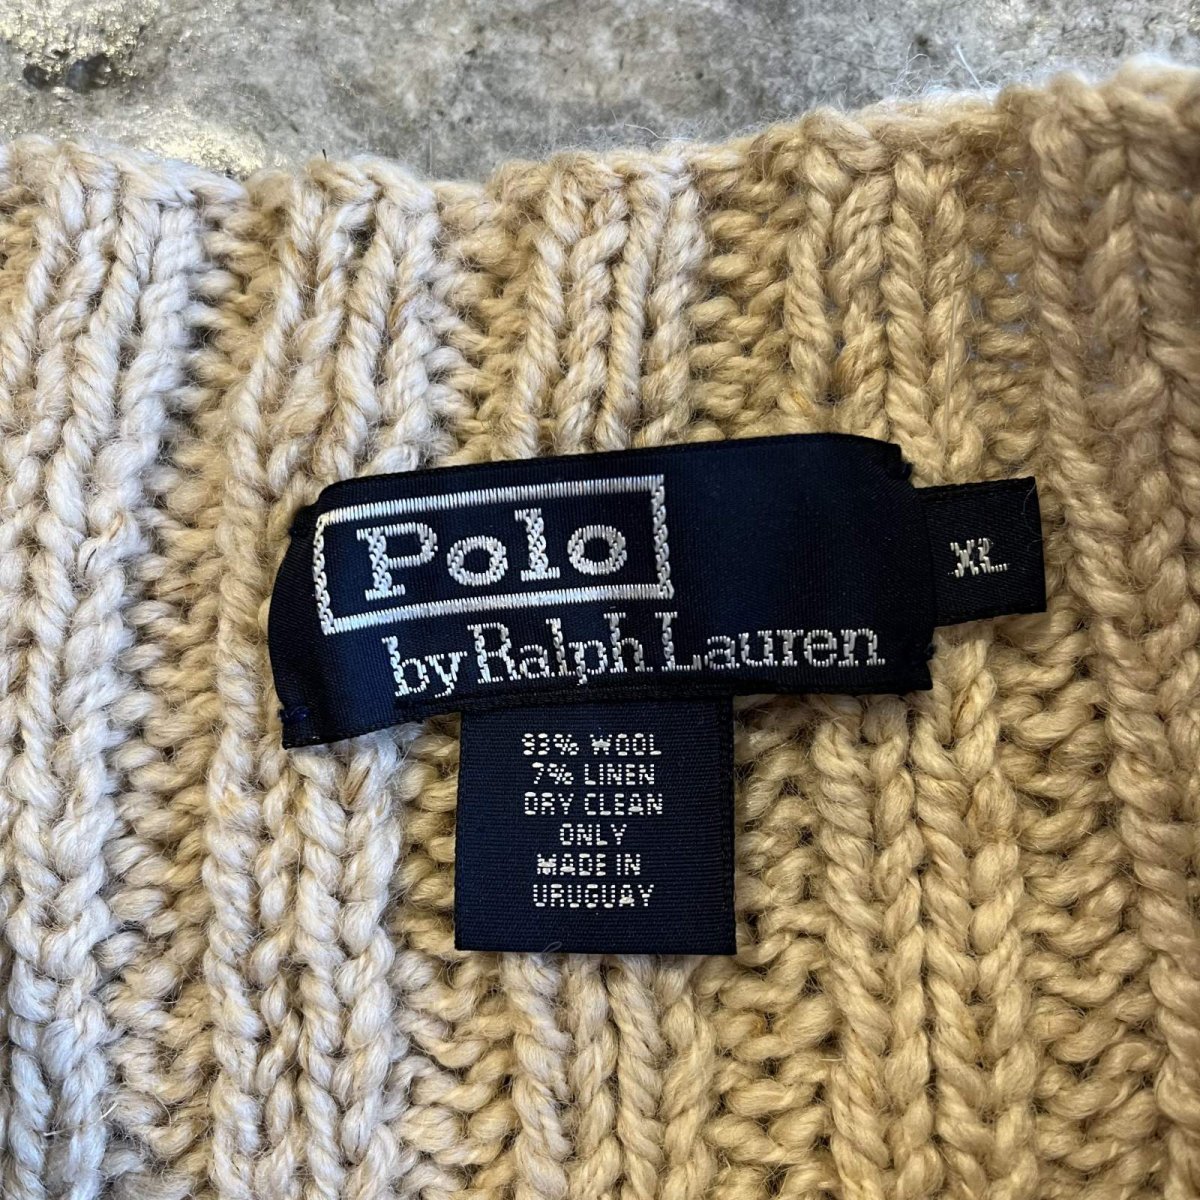 Polo
by Ralph Lauren
XL
93% WOOL
7% LINEN
DRY CLEAN
ONLY
MADE IN
URUGUAY